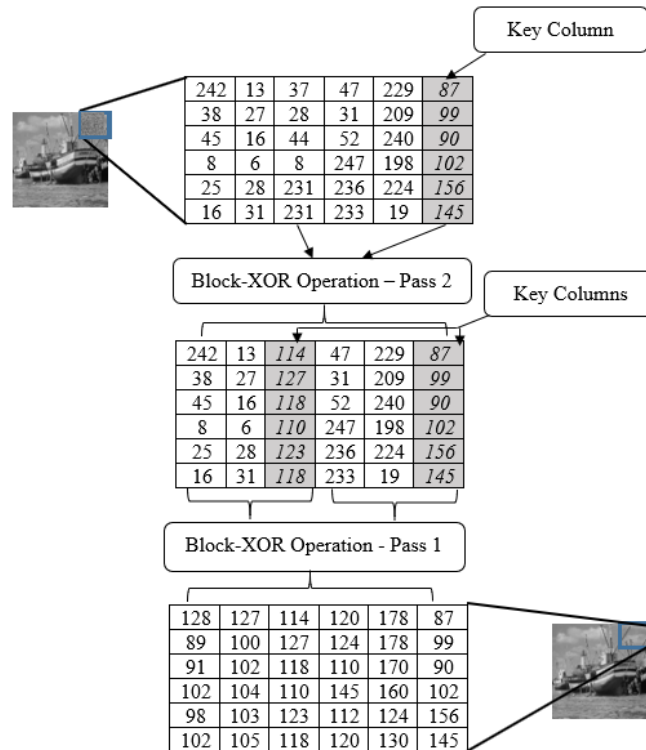 Key Column
242 13 37 47 229 87
38 27 28 31 209 99
45 16 44 52 240 90
8 6 8 247 198 102
25 28 231 236 224 156
16 31 231 233 19 145
Block-XOR Operation – Pass 2
Key Columns
242 13 114 47 229 87
38 27 127 31 209 99
45 16 118 52 240 90
8 6 110 247 198 102
25 28 123 236 224 156
16 31 118 233 19 145
Block-XOR Operation - Pass 1
128 127 114 120 178 87
89 100 127 124 178 99
91 102 118 110 170 90
102 104 110 145 160 102
98 103 123 112 124 156
102 105 118 120 130 145